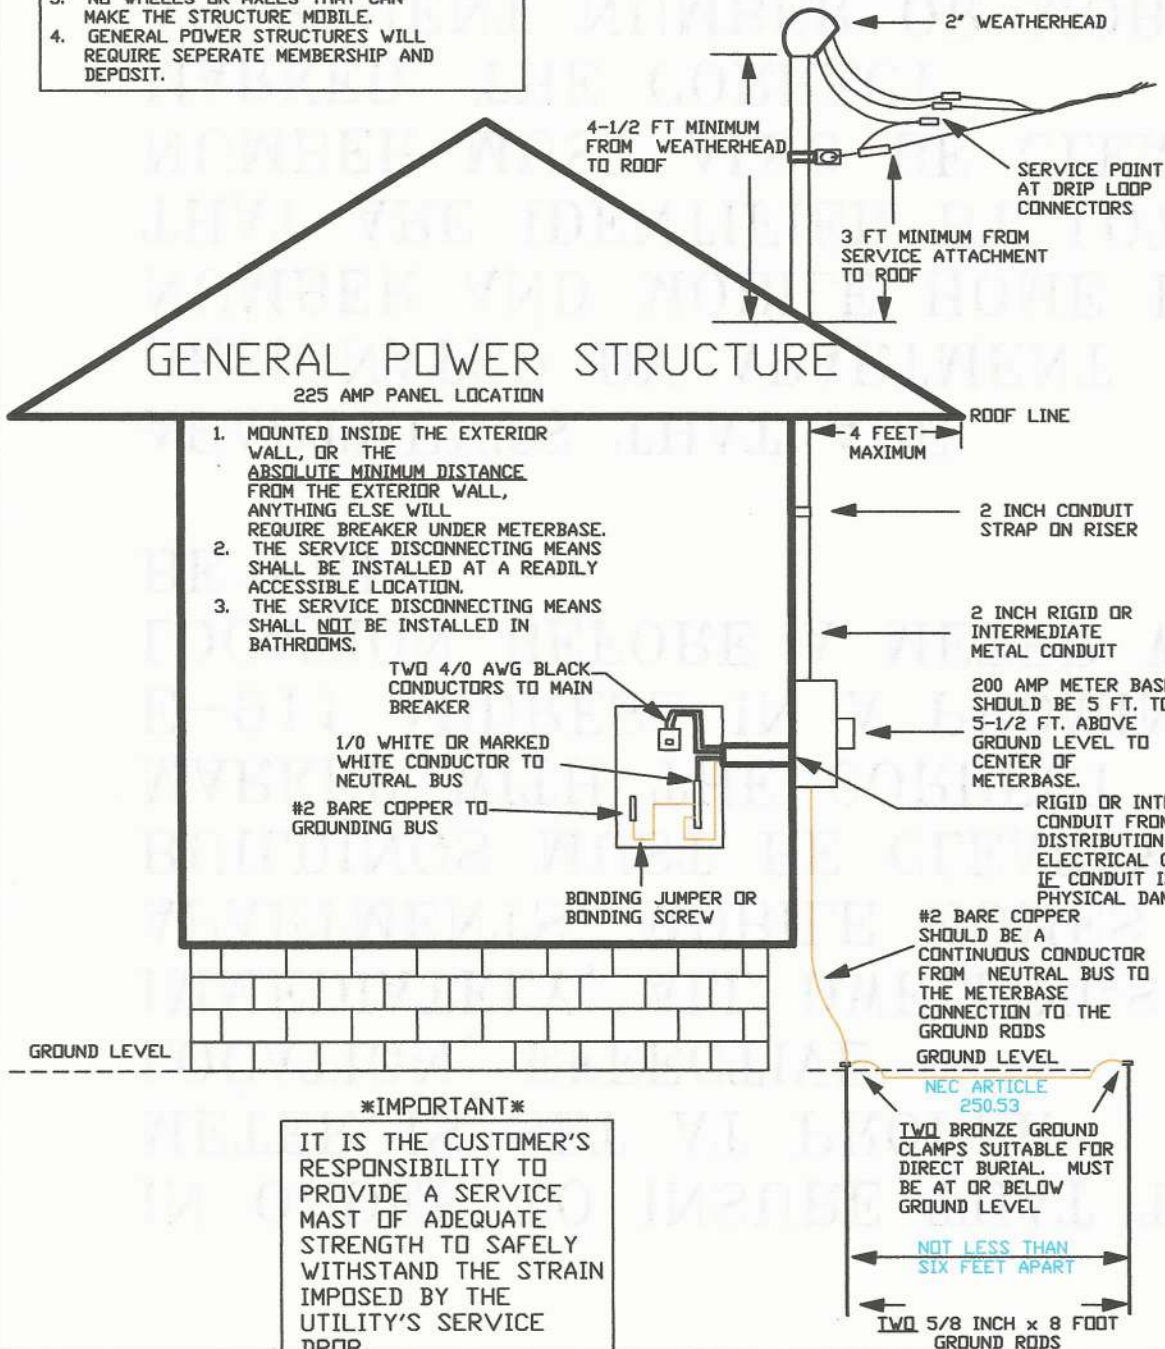 MAKE THE STRUCTURE MOBILE.
4. GENERAL POWER STRUCTURES WILL
REQUIRE SEPERATE MEMBERSHIP AND
DEPOSIT.
2" WEATHERHEAD
4-1/2 FT MINIMUM
FROM WEATHERHEAD
TO ROOF
SERVICE POINT
AT DRIP LOOP
CONNECTORS
3 FT MINIMUM FROM
SERVICE ATTACHMENT
TO ROOF
GENERAL POWER STRUCTURE
225 AMP PANEL LOCATION
ROOF LINE
4 FEET
MAXIMUM
1. MOUNTED INSIDE THE EXTERIOR
WALL, OR THE
ABSOLUTE MINIMUM DISTANCE
FROM THE EXTERIOR WALL,
ANYTHING ELSE WILL
REQUIRE BREAKER UNDER METERBASE.
2. THE SERVICE DISCONNECTING MEANS
SHALL BE INSTALLED AT A READILY
ACCESSIBLE LOCATION.
3. THE SERVICE DISCONNECTING MEANS
SHALL NOT BE INSTALLED IN
BATHROOMS.
2 INCH CONDUIT
STRAP ON RISER
2 INCH RIGID OR
INTERMEDIATE
METAL CONDUIT
TWO 4/0 AWG BLACK
CONDUCTORS TO MAIN
BREAKER
1/0 WHITE OR MARKED
WHITE CONDUCTOR TO
NEUTRAL BUS
#2 BARE COPPER TO
GROUNDING BUS
BONDING JUMPER OR
BONDING SCREW
200 AMP METER BASE
SHOULD BE 5 FT. TO
5-1/2 FT. ABOVE
GROUND LEVEL TO
CENTER OF
METERBASE.
RIGID OR
CONDUIT
DISTRIBUTION
ELECTRICAL
IF CONDUIT
PHYSICAL
#2 BARE COPPER
SHOULD BE A
CONTINUOUS CONDUCTOR
FROM NEUTRAL BUS TO
THE METERBASE
CONNECTION TO THE
GROUND RODS
GROUND LEVEL
GROUND LEVEL
NEC ARTICLE
250.53
TWO BRONZE GROUND
CLAMPS SUITABLE FOR
DIRECT BURIAL. MUST
BE AT OR BELOW
GROUND LEVEL
NOT LESS THAN
SIX FEET APART
TWO 5/8 INCH x 8 FOOT
GROUND RODS
*IMPORTANT*
IT IS THE CUSTOMER'S
RESPONSIBILITY TO
PROVIDE A SERVICE
MAST OF ADEQUATE
STRENGTH TO SAFELY
WITHSTAND THE STRAIN
IMPOSED BY THE
UTILITY'S SERVICE